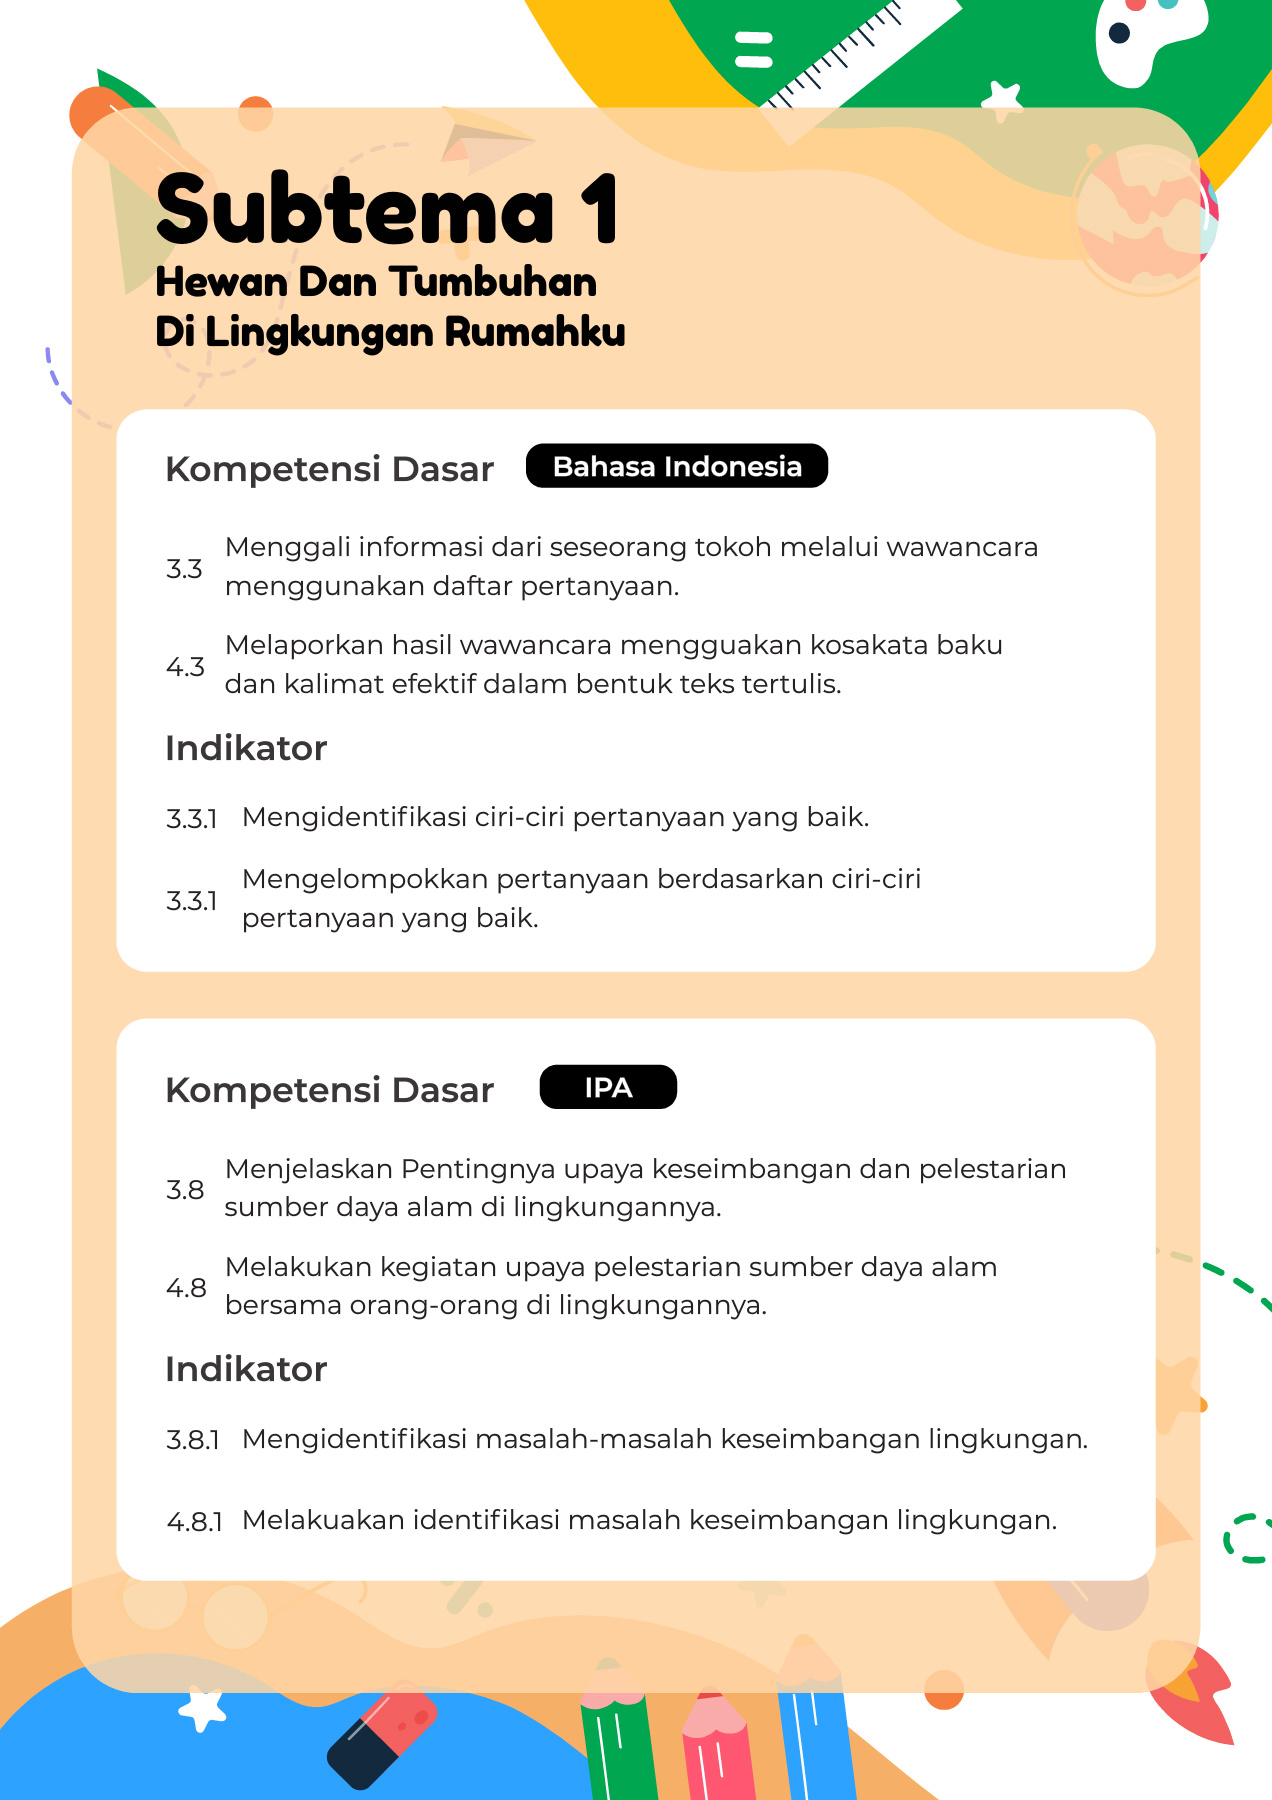 Subtema 1
Hewan Dan Tumbuhan
Di Lingkungan Rumahku
Kompetensi Dasar Bahasa Indonesia
3.3 Menggali informasi dari seseorang tokoh melalui wawancara
menggunakan daftar pertanyaan.
4.3 Melaporkan hasil wawancara mengguakan kosakata baku
dan kalimat efektif dalam bentuk teks tertulis.
Indikator
3.3.1 Mengidentifikasi ciri-ciri pertanyaan yang baik.
3.3.1 Mengelompokkan pertanyaan berdasarkan ciri-ciri
pertanyaan yang baik.
Kompetensi Dasar IPA
3.8 Menjelaskan Pentingnya upaya keseimbangan dan pelestarian
sumber daya alam di lingkungannya.
4.8 Melakukan kegiatan upaya pelestarian sumber daya alam
bersama orang-orang di lingkungannya.
Indikator
3.8.1 Mengidentifikasi masalah-masalah keseimbangan lingkungan.
4.8.1 Melakuakan identifikasi masalah keseimbangan lingkungan.